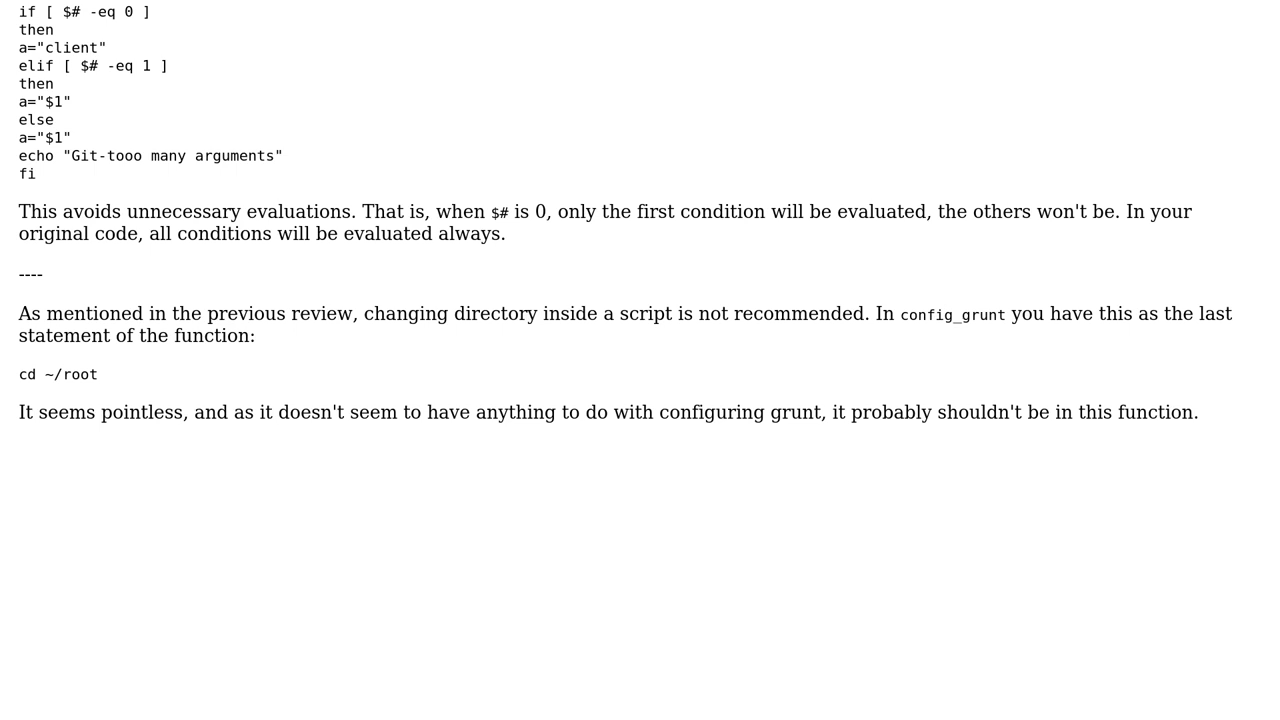 if [ $# -eq 0 ]
then
a="client"
elif [ $# -eq 1 ]
then
a="$1"
else
a="$1"
echo "Git-tooo many arguments"
fi
This avoids unnecessary evaluations. That is, when $# is 0, only the first condition will be evaluated, the others won't be. In your
original code, all conditions will be evaluated always.
----
As mentioned in the previous review, changing directory inside a script is not recommended. In config_grunt you have this as the last
statement of the function:
cd ~/root
It seems pointless, and as it doesn't seem to have anything to do with configuring grunt, it probably shouldn't be in this function.